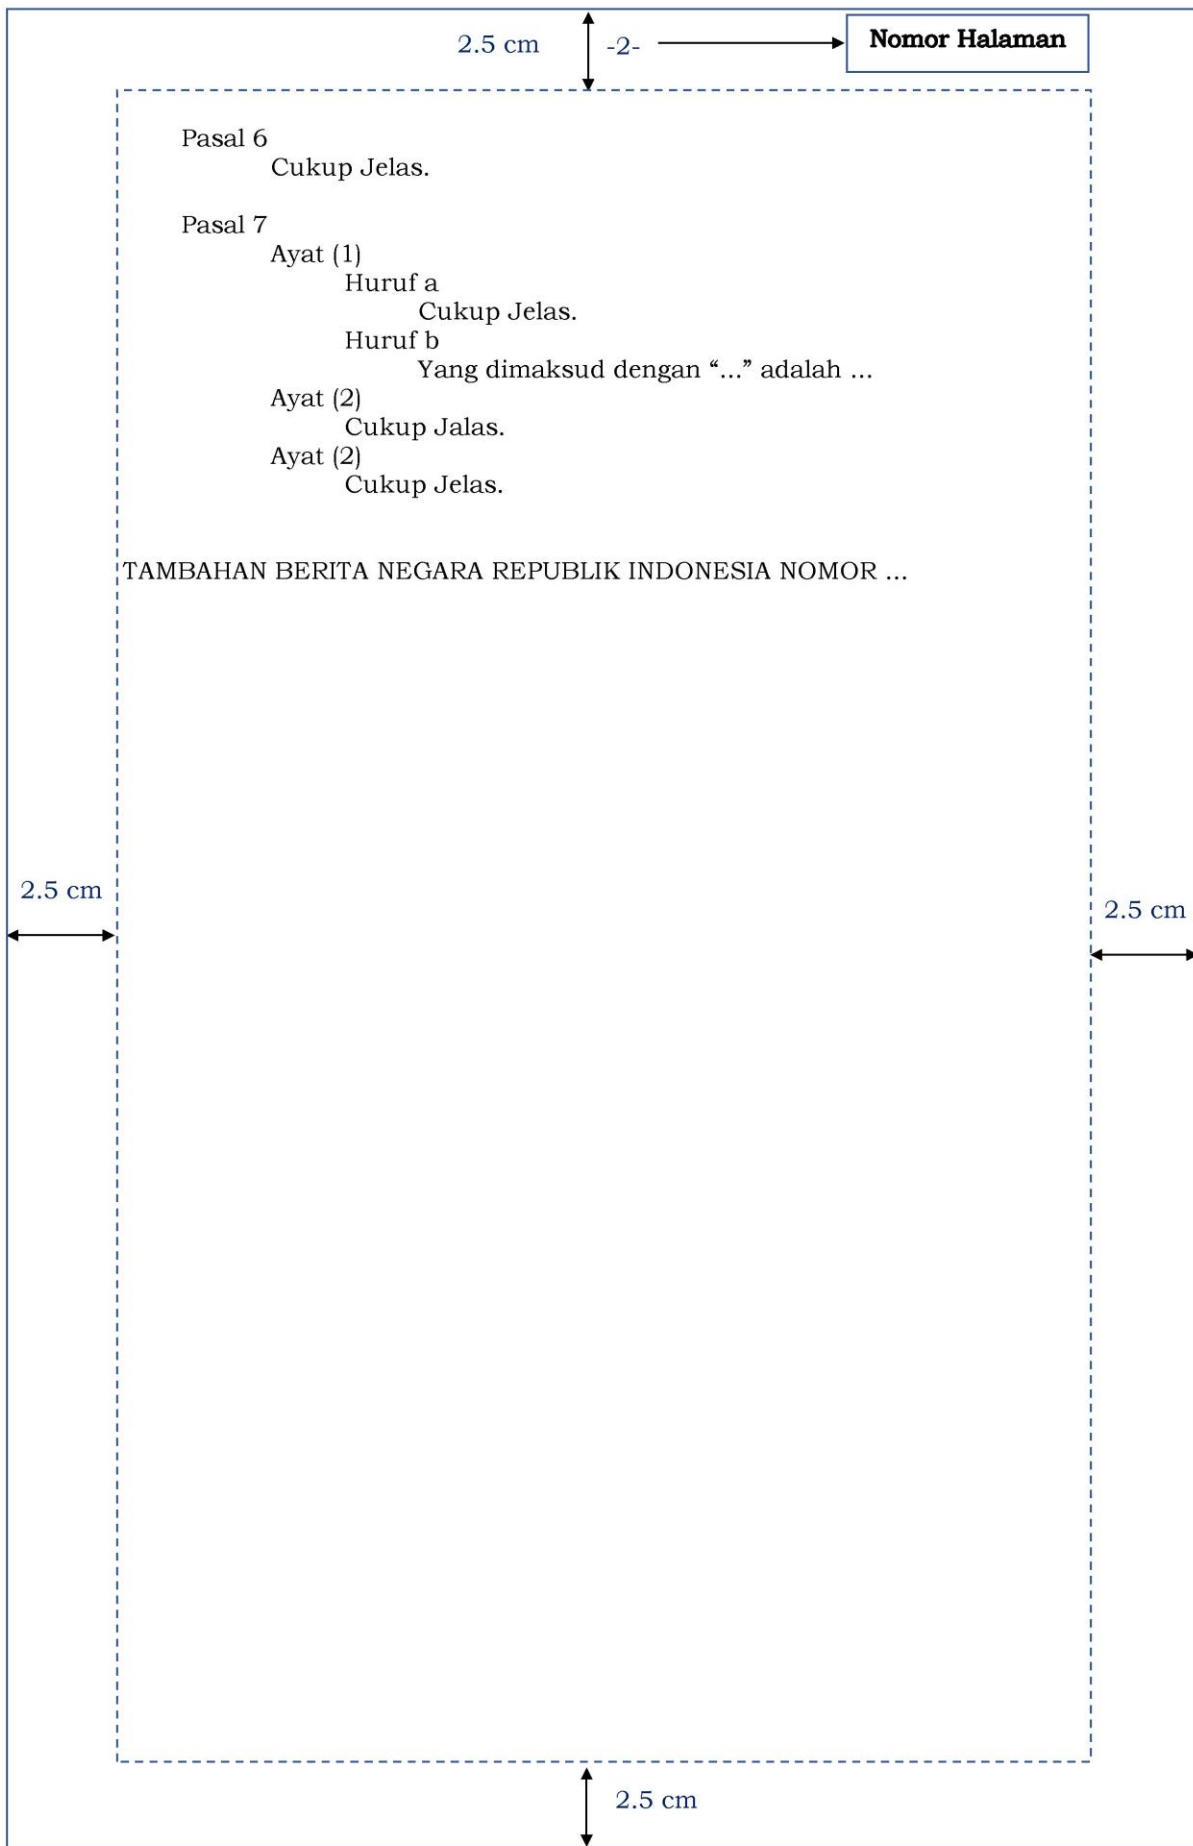 2.5 cm
-2-
Nomor Halaman
Pasal 6
Cukup Jelas.
Pasal 7
Ayat (1)
Huruf a
Cukup Jelas.
Huruf b
Yang dimaksud dengan “...” adalah ...
Ayat (2)
Cukup Jalas.
Ayat (2)
Cukup Jelas.
TAMBAHAN BERITA NEGARA REPUBLIK INDONESIA NOMOR ...
2.5 cm
2.5 cm
2.5 cm